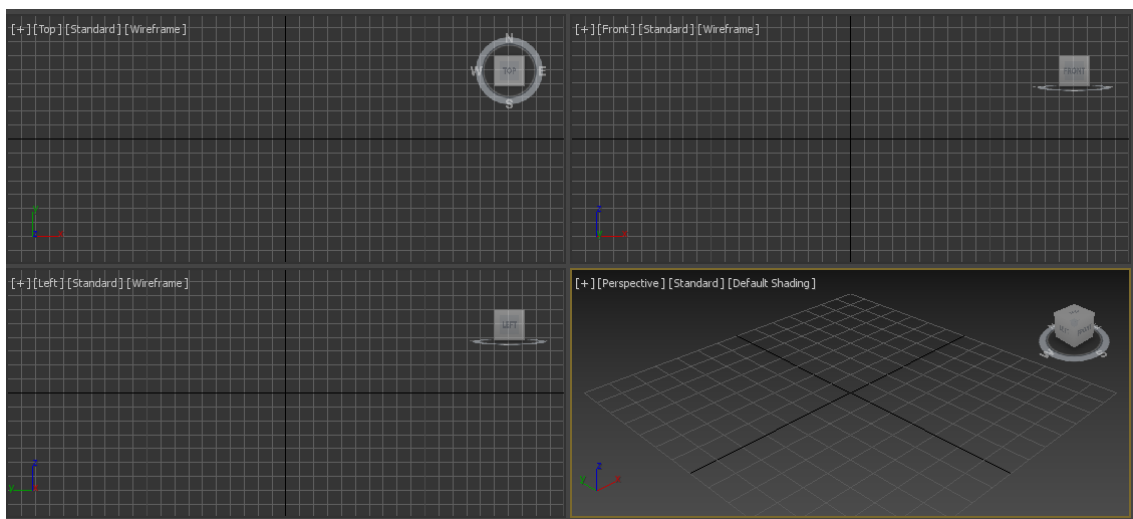 [+] [Top] [Standard] [Wireframe]
N
W
TOP
E
S
y
z
[+] [Front] [Standard] [Wireframe]
FRONT
z
[+] [Left] [Standard] [Wireframe]
LEFT
z
y
[+] [Perspective] [Standard] [Default Shading]
W
S
z
y
x